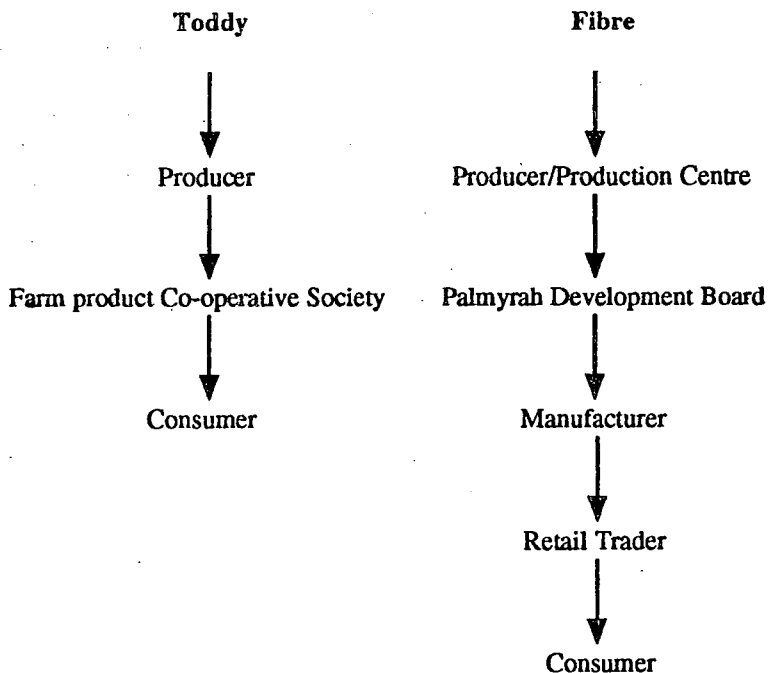 Toddy
Producer
Farm product Co-operative Society
Consumer
Fibre
Producer/Production Centre
Palmyrah Development Board
Manufacturer
Retail Trader
Consumer